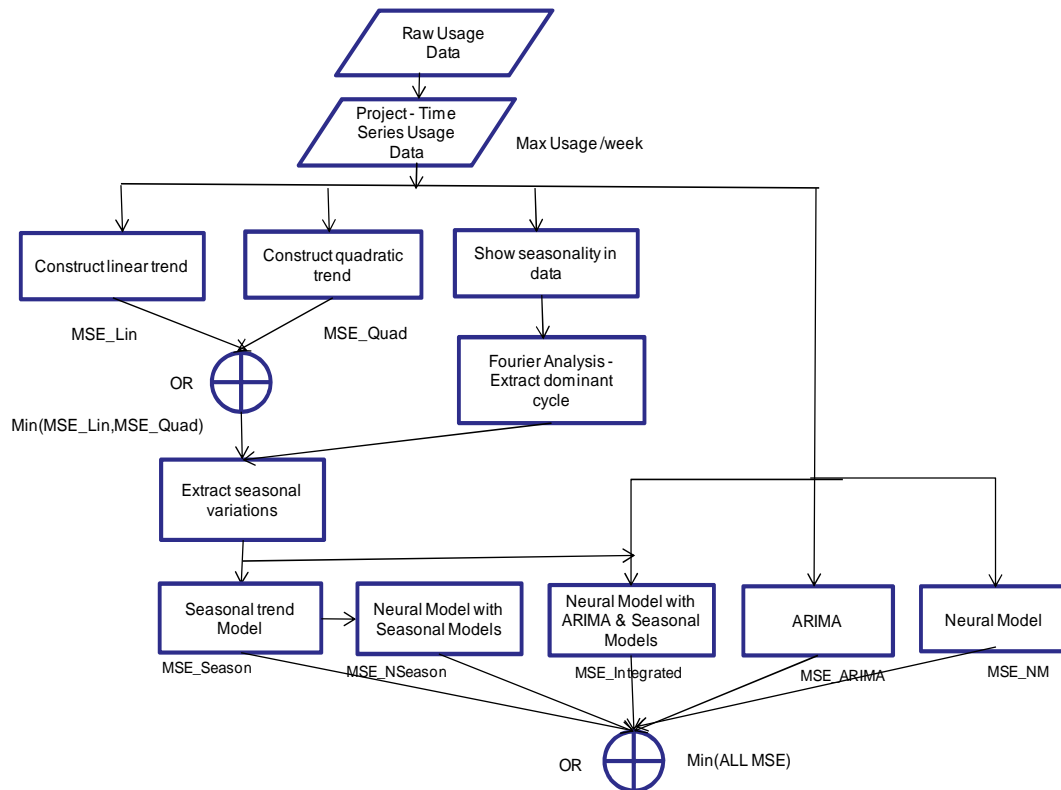 Raw Usage
Data
Project - Time
Series Usage
Data
Max Usage /week
Construct linear trend
Construct quadratic
trend
Show seasonality in
data
MSE_Lin
MSE_Quad
Fourier Analysis -
Extract dominant
cycle
OR
Min(MSE_Lin,MSE_Quad)
Extract seasonal
variations
Seasonal trend
Model
Neural Model with
Seasonal Models
Neural Model with
ARIMA & Seasonal
Models
ARIMA
Neural Model
MSE_Season
MSE_NSeason
MSE_Integrated
MSE_ARIMA
MSE_NM
OR
Min(ALL MSE)